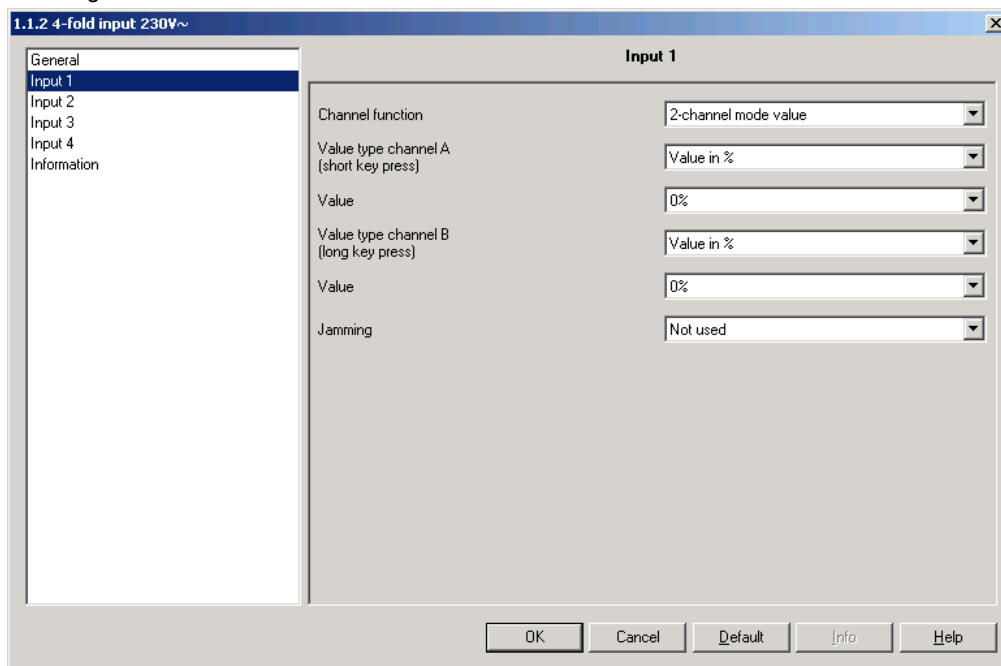 1.1.2 4-fold input 230V~
General
Input 1
Input 2
Input 3
Input 4
Information
Input 1
Channel function
2-channel mode value
Value type channel A
(short key press)
Value in %
Value
0%
Value type channel B
(long key press)
Value in %
Value
0%
Jamming
Not used
OK
Cancel
Default
Info
Help